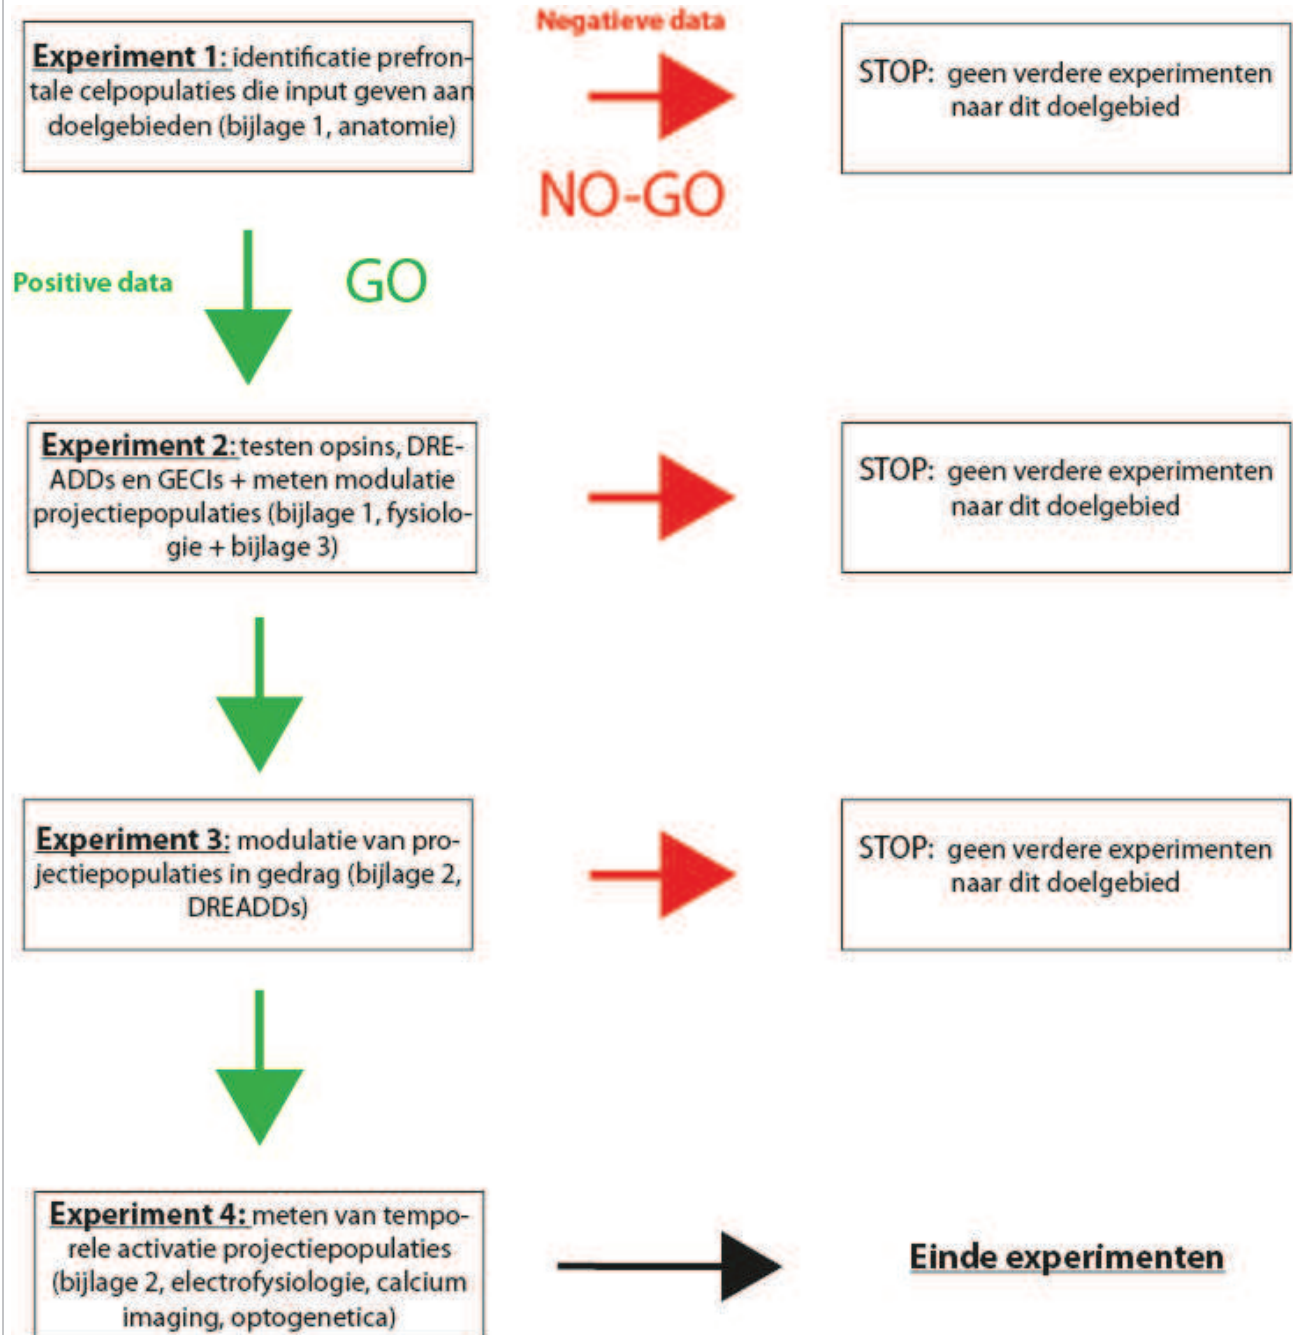 Negatieve data
Experiment 1: identificatie prefron-
tale celpopulaties die input geven aan
doelgebieden (bijlage 1, anatomie)
STOP: geen verdere experimenten
naar dit doelgebied
NO-GO
Positive data
GO
Experiment 2: testen opsins, DRE-
ADDs en GECIs + meten modulatie
projectiepopulaties (bijlage 1, fysiolo-
gie + bijlage 3)
STOP: geen verdere experimenten
naar dit doelgebied
Experiment 3: modulatie van pro-
jectiepopulaties in gedrag (bijlage 2,
DREADDs)
STOP: geen verdere experimenten
naar dit doelgebied
Experiment 4: meten van tempo-
rele activatie projectiepopulaties
(bijlage 2, electrofysiologie, calcium
imaging, optogenetica)
Einde experimenten